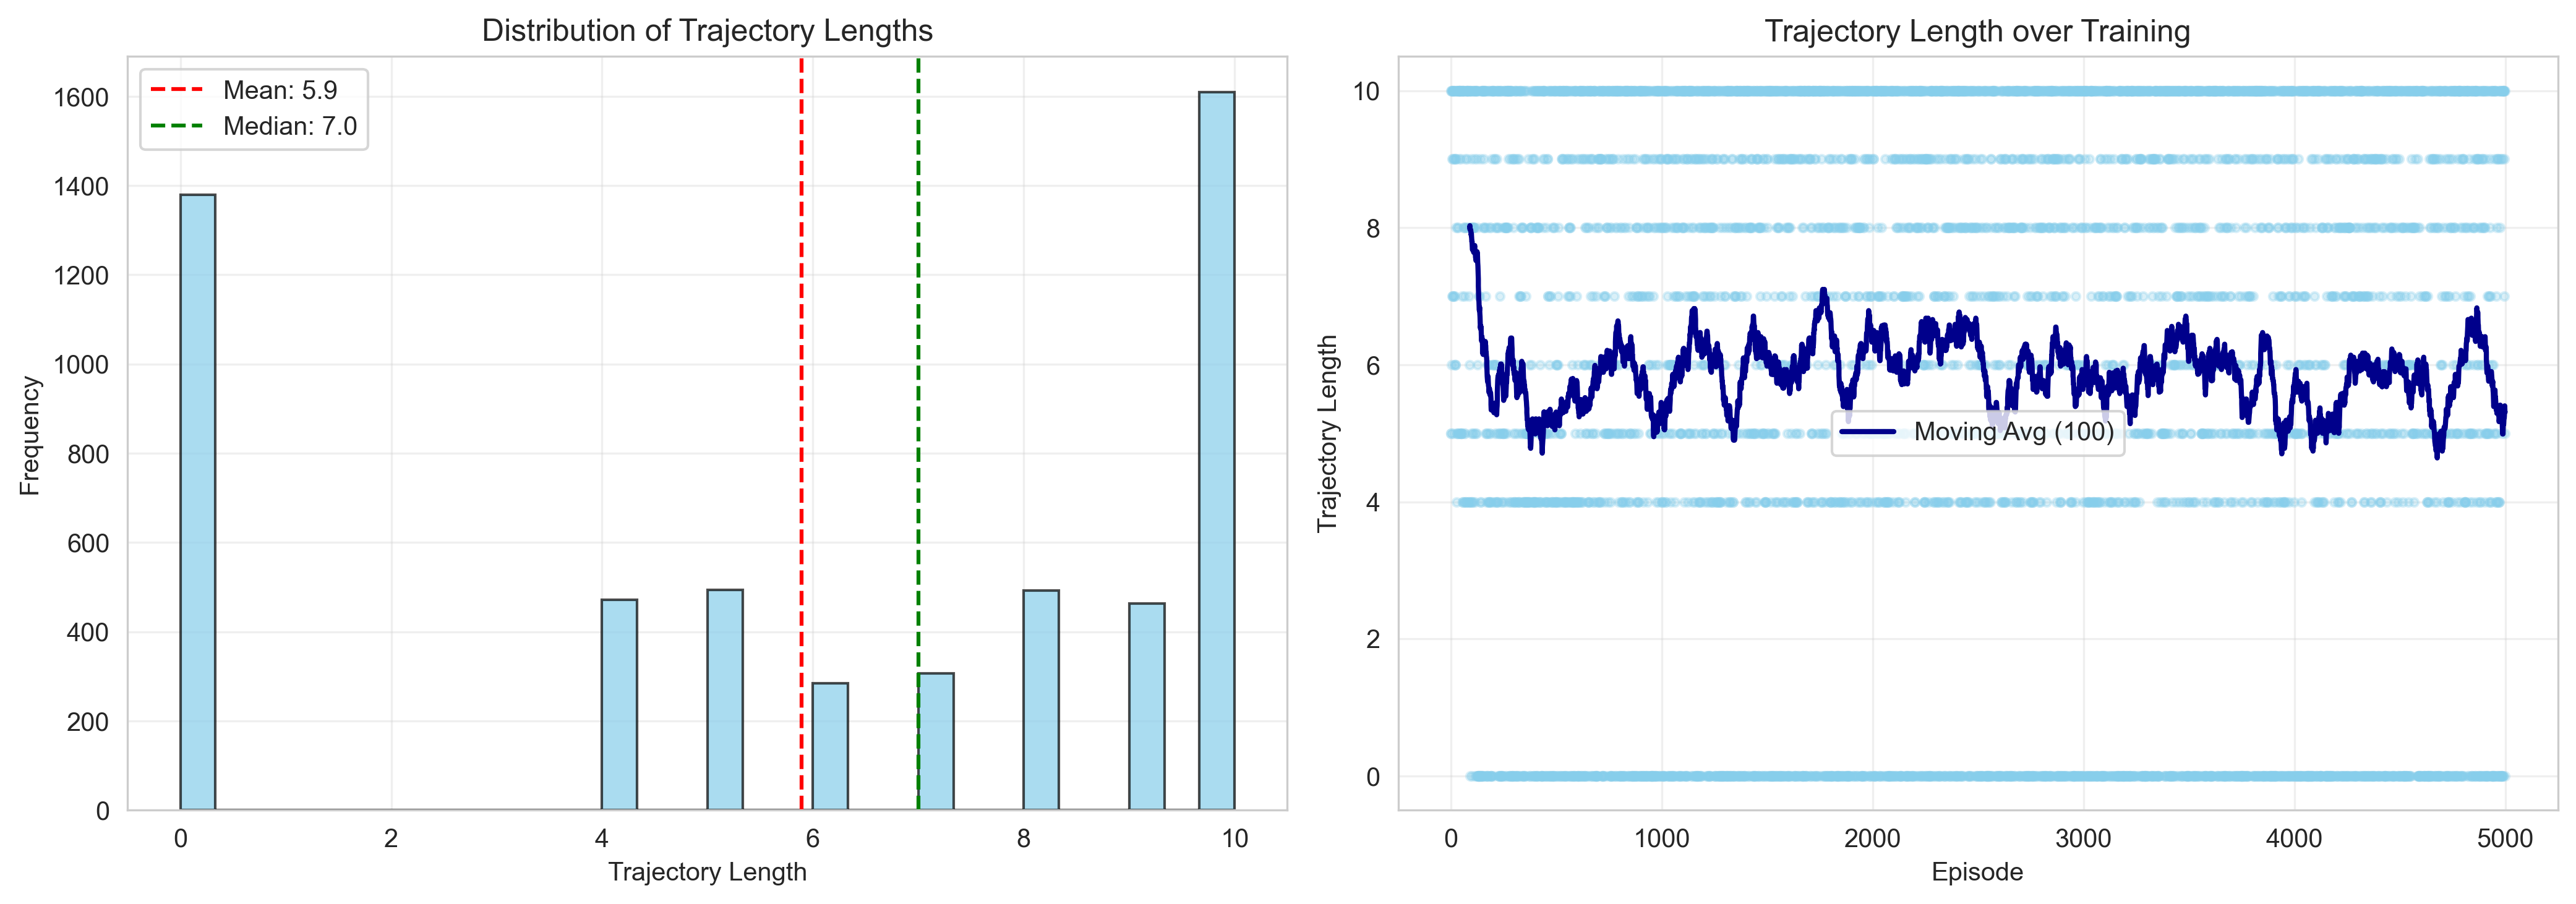 Distribution of Trajectory Lengths
Mean: 5.9
Median: 7.0
Frequency
1600
1400
1200
1000
800
600
400
200
0
0 2 4 6 8 10
Trajectory Length
Trajectory Length over Training
Trajectory Length
10
8
6
4
2
0
Moving Avg (100)
0 1000 2000 3000 4000 5000
Episode